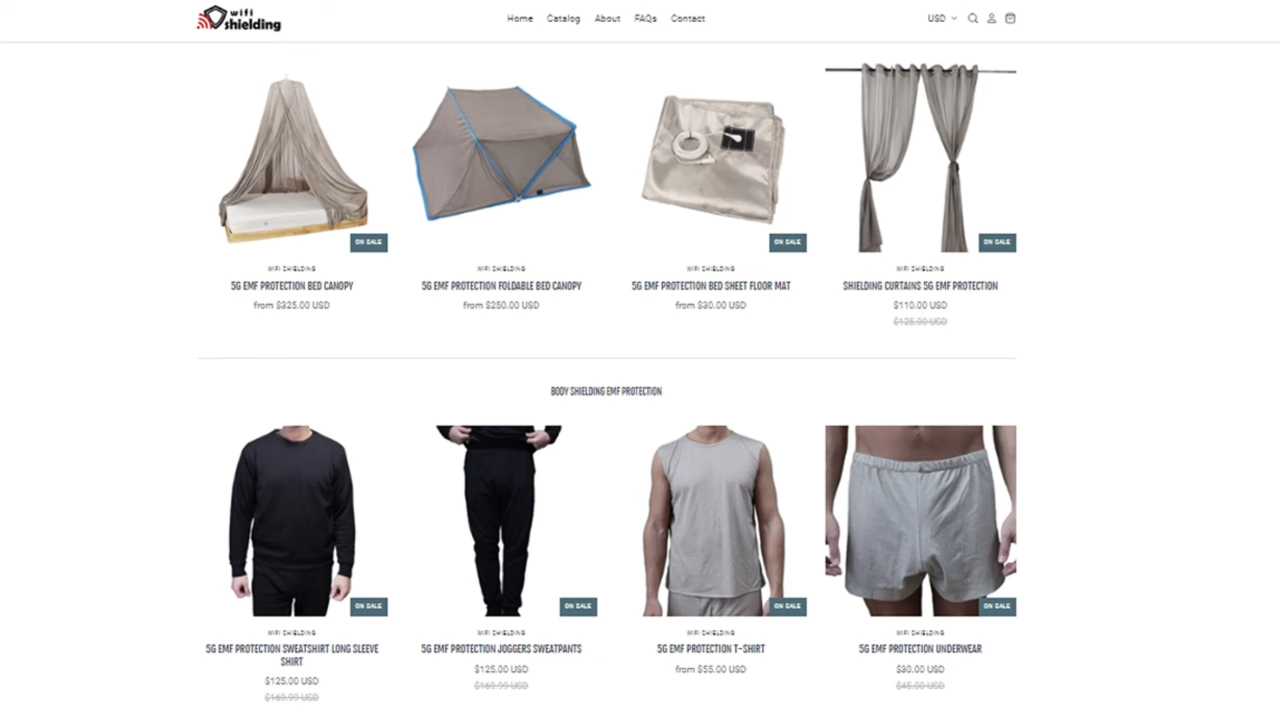 wifi
shielding
Home Catalog About FAQs Contact
USD
ON SALE
ON SALE
ON SALE
WIFI SHIELDING
5G EMF PROTECTION BED CANOPY
from $325.00 USD
WIFI SHIELDING
5G EMF PROTECTION FOLDABLE BED CANOPY
from $250.00 USD
WIFI SHIELDING
5G EMF PROTECTION BED SHEET FLOOR MAT
from $30.00 USD
WIFI SHIELDING
SHIELDING CURTAINS 5G EMF PROTECTION
$110.00 USD
$125.00 USD
BODY SHIELDING EMF PROTECTION
ON SALE
ON SALE
ON SALE
ON SALE
WIFI SHIELDING
5G EMF PROTECTION SWEATSHIRT LONG SLEEVE
SHIRT
$125.00 USD
$169.99 USD
WIFI SHIELDING
5G EMF PROTECTION JOGGERS SWEATPANTS
$125.00 USD
$169.99 USD
WIFI SHIELDING
5G EMF PROTECTION T-SHIRT
from $55.00 USD
WIFI SHIELDING
5G EMF PROTECTION UNDERWEAR
$30.00 USD
$45.00 USD